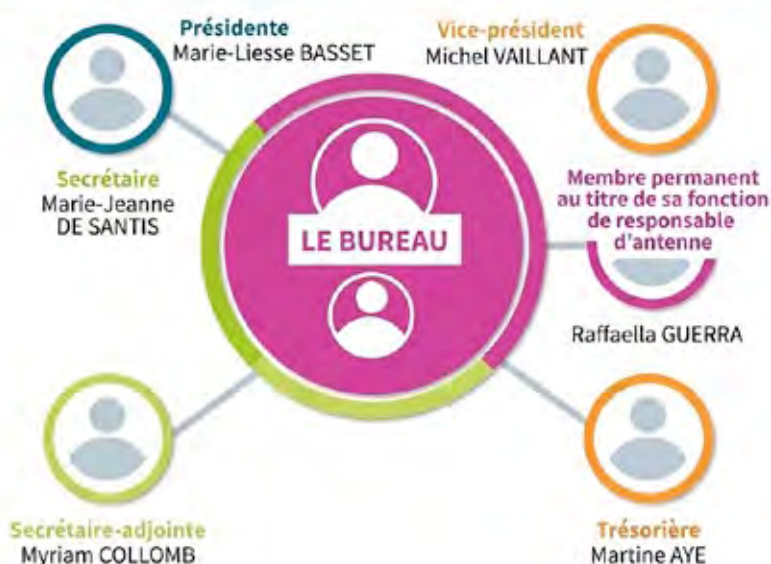 Présidente
Marie-Liesse BASSET
Vice-président
Michel VAILLANT
Secrétaire
Marie-Jeanne
DE SANTIS
LE BUREAU
Membre permanent
au titre de sa fonction
de responsable
d'antenne
Raffaella GUERRA
Secrétaire-adjointe
Myriam COLLOMB
Trésorière
Martine AYE